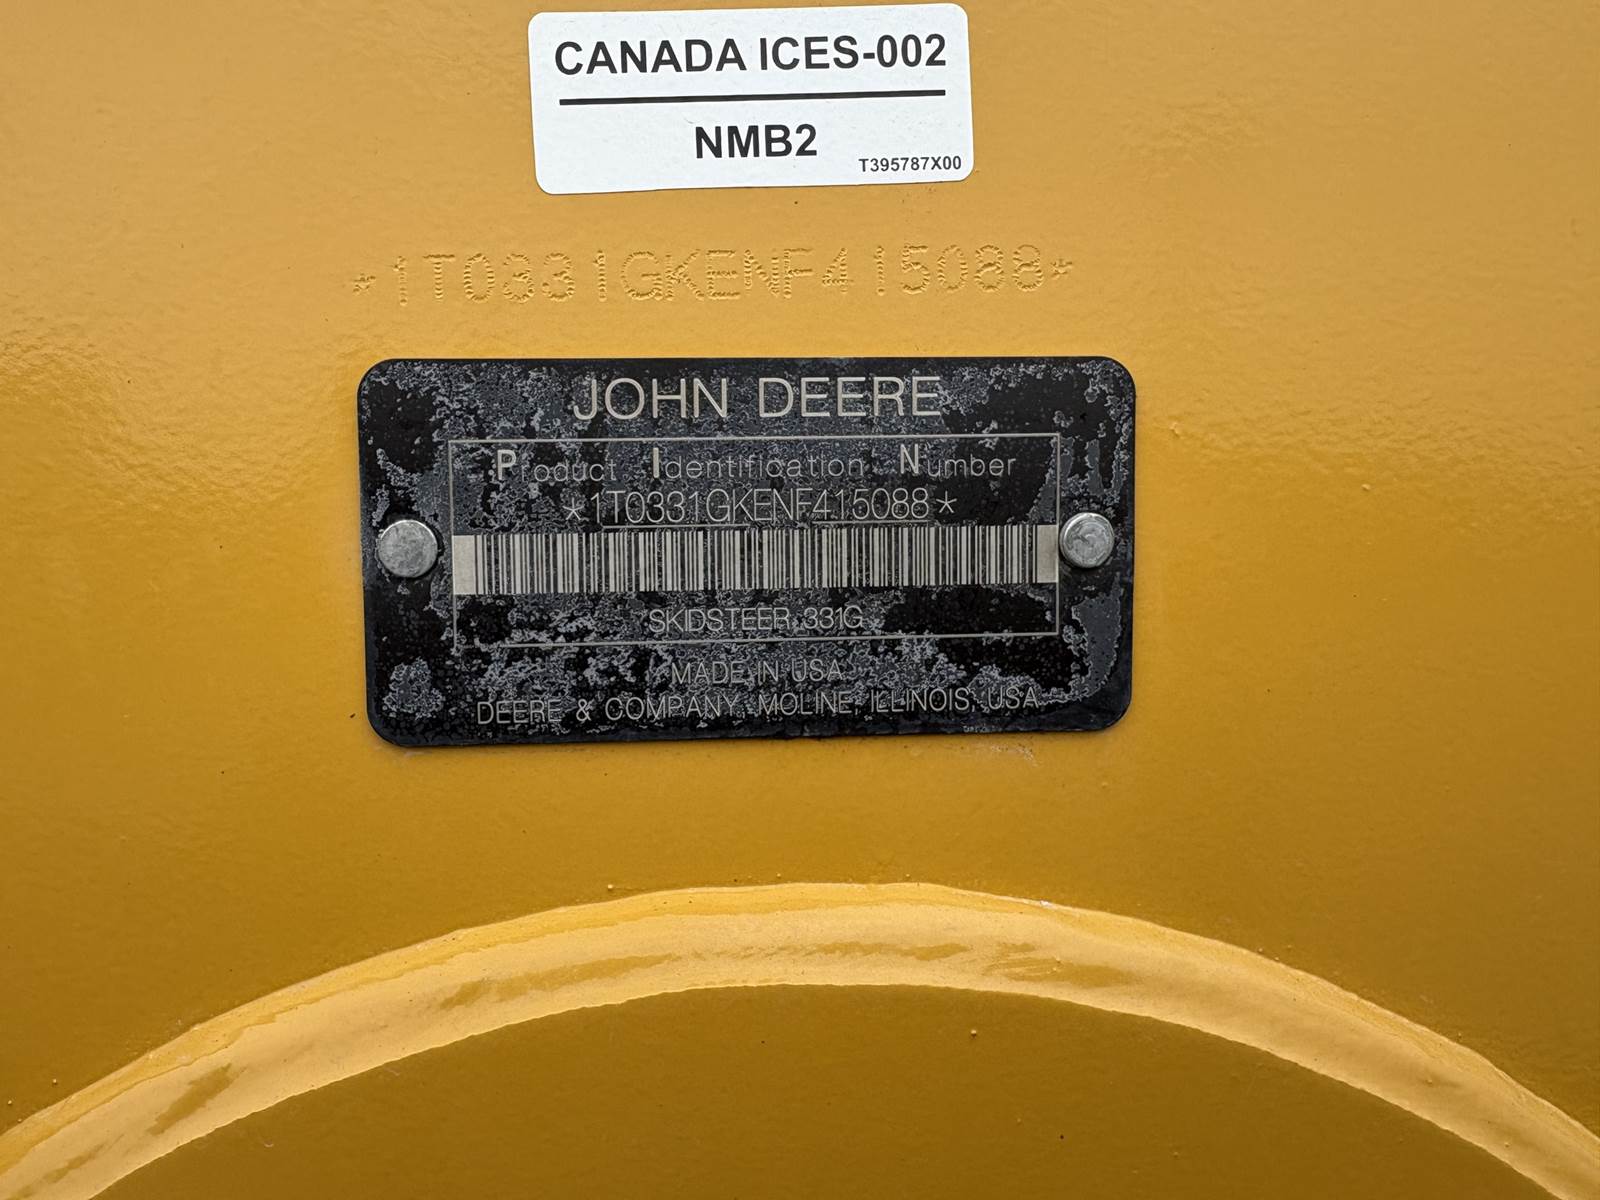 CANADA ICES-002
NMB2
T395787X00
*1T0331GKENF415088*
JOHN DEERE
Product Identification Number
*1T0331GKENF415088*
SKIDSTEER 331G
MADE IN USA
DEERE & COMPANY, MOLINE, ILLINOIS, USA